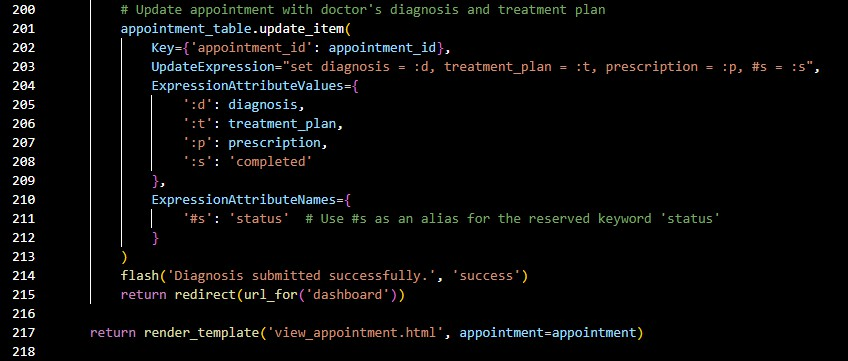 200 # Update appointment with doctor's diagnosis and treatment plan
201 appointment_table.update_item(
202 Key={'appointment_id': appointment_id},
203 UpdateExpression="set diagnosis = :d, treatment_plan = :t, prescription = :p, #s = :s",
204 ExpressionAttributeValues={
205 ':d': diagnosis,
206 ':t': treatment_plan,
207 ':p': prescription,
208 ':s': 'completed'
209 },
210 ExpressionAttributeNames={
211 '#s': 'status'  # Use #s as an alias for the reserved keyword 'status'
212 }
213 )
214 flash('Diagnosis submitted successfully.', 'success')
215 return redirect(url_for('dashboard'))
216
217 return render_template('view_appointment.html', appointment=appointment)
218